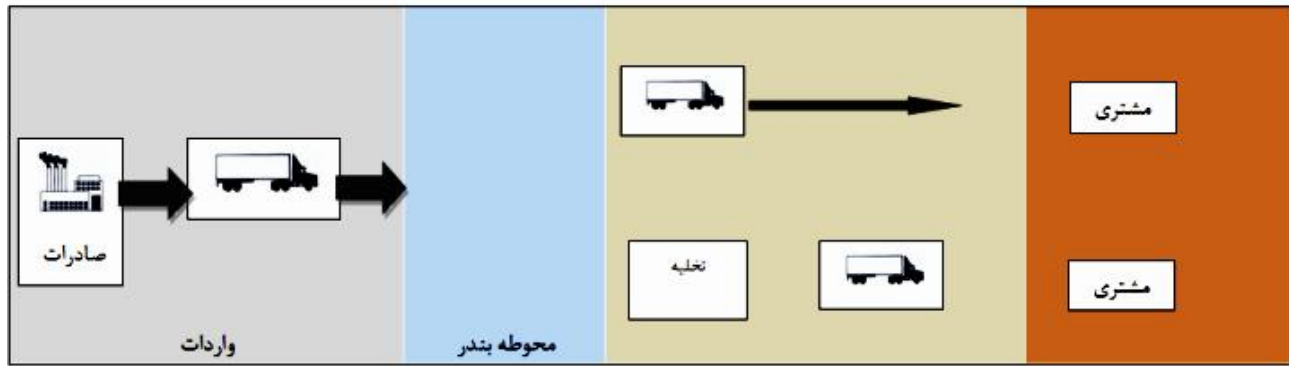 مشتری
صادرات
تخلیه
مشتری
واردات
محوطه بندر